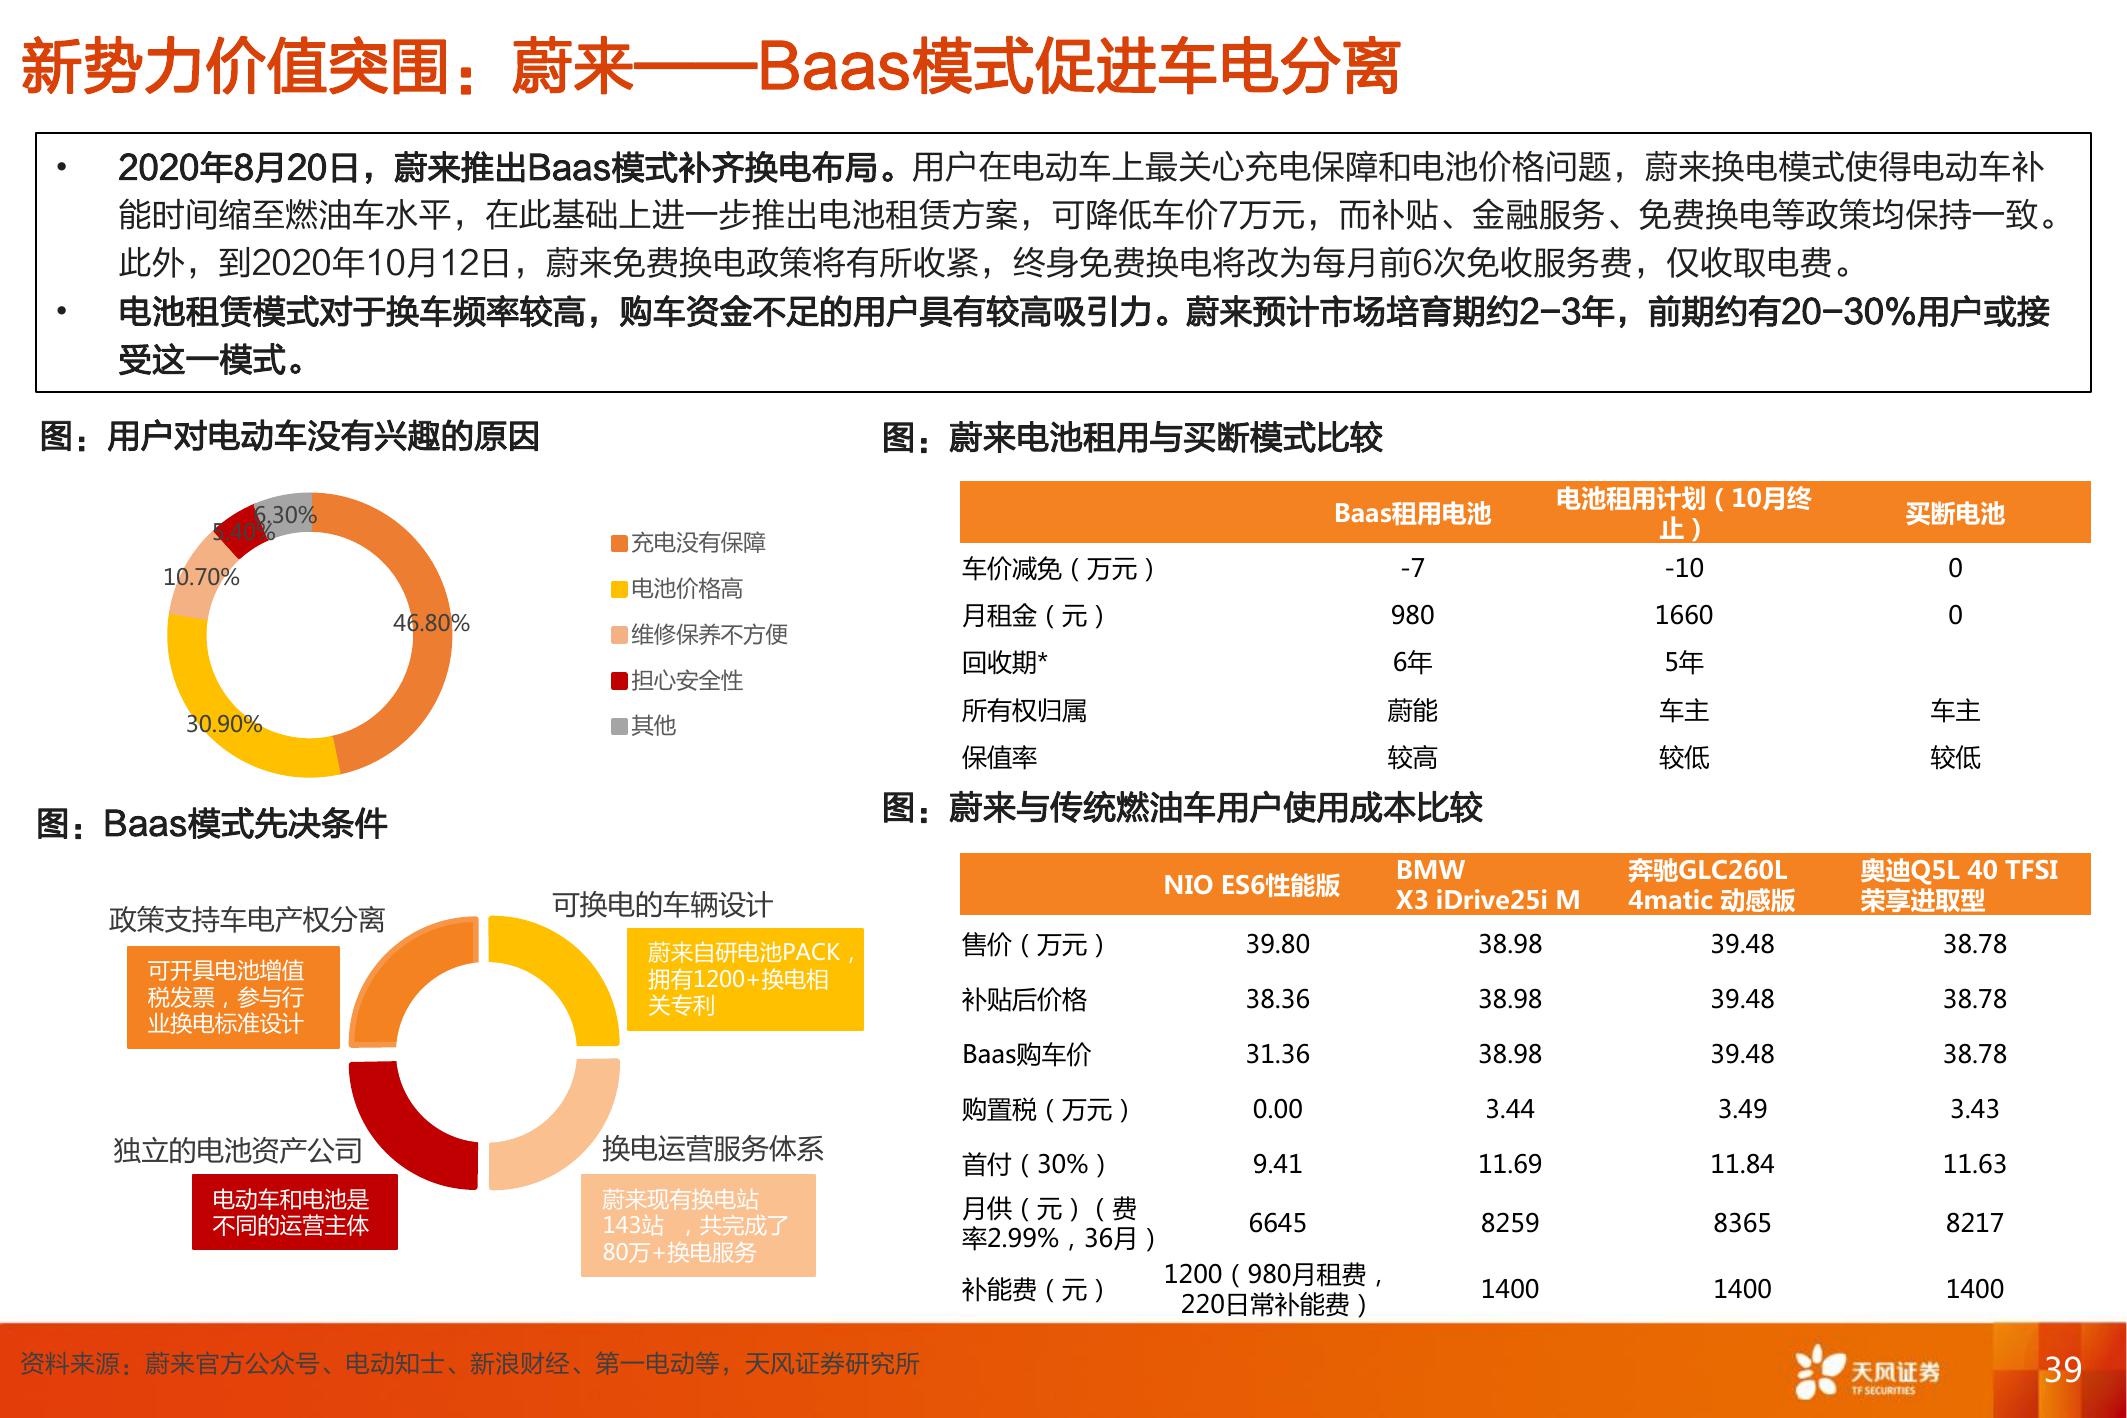 新势力价值突围：蔚来——Baas模式促进车电分离
• 2020年8月20日，蔚来推出Baas模式补齐换电布局。用户在电动车上最关心充电保障和电池价格问题，蔚来换电模式使得电动车补
能时间缩至燃油车水平，在此基础上进一步推出电池租赁方案，可降低车价7万元，而补贴、金融服务、免费换电等政策均保持一致。
此外，到2020年10月12日，蔚来免费换电政策将有所收紧，终身免费换电将改为每月前6次免收服务费，仅收取电费。
• 电池租赁模式对于换车频率较高，购车资金不足的用户具有较高吸引力。蔚来预计市场培育期约2-3年，前期约有20-30%用户或接
受这一模式。
图：用户对电动车没有兴趣的原因
6.30%
5.40%
10.70%
46.80%
30.90%
充电没有保障
电池价格高
维修保养不方便
担心安全性
其他
图：蔚来电池租用与买断模式比较
Baas租用电池 电池租用计划（10月终
止） 买断电池
车价减免（万元） -7 -10 0
月租金（元） 980 1660 0
回收期* 6年 5年
所有权归属 蔚能 车主 车主
保值率 较高 较低 较低
图：Baas模式先决条件
政策支持车电产权分离
可开具电池增值
税发票，参与行
业换电标准设计
可换电的车辆设计
蔚来自研电池PACK，
拥有1200+换电相
关专利
独立的电池资产公司
电动车和电池是
不同的运营主体
换电运营服务体系
蔚来现有换电站
143站 ，共完成了
80万+换电服务
图：蔚来与传统燃油车用户使用成本比较
NIO ES6性能版 BMW
X3 iDrive25i M 奔驰GLC260L
4matic 动感版 奥迪Q5L 40 TFSI
荣享进取型
售价（万元） 39.80 38.98 39.48 38.78
补贴后价格 38.36 38.98 39.48 38.78
Baas购车价 31.36 38.98 39.48 38.78
购置税（万元） 0.00 3.44 3.49 3.43
首付（30%） 9.41 11.69 11.84 11.63
月供（元）（费
率2.99%，36月） 6645 8259 8365 8217
补能费（元） 1200（980月租费，
220日常补能费） 1400 1400 1400
资料来源：蔚来官方公众号、电动知士、新浪财经、第一电动等，天风证券研究所
天风证券
TF SECURITIES
39